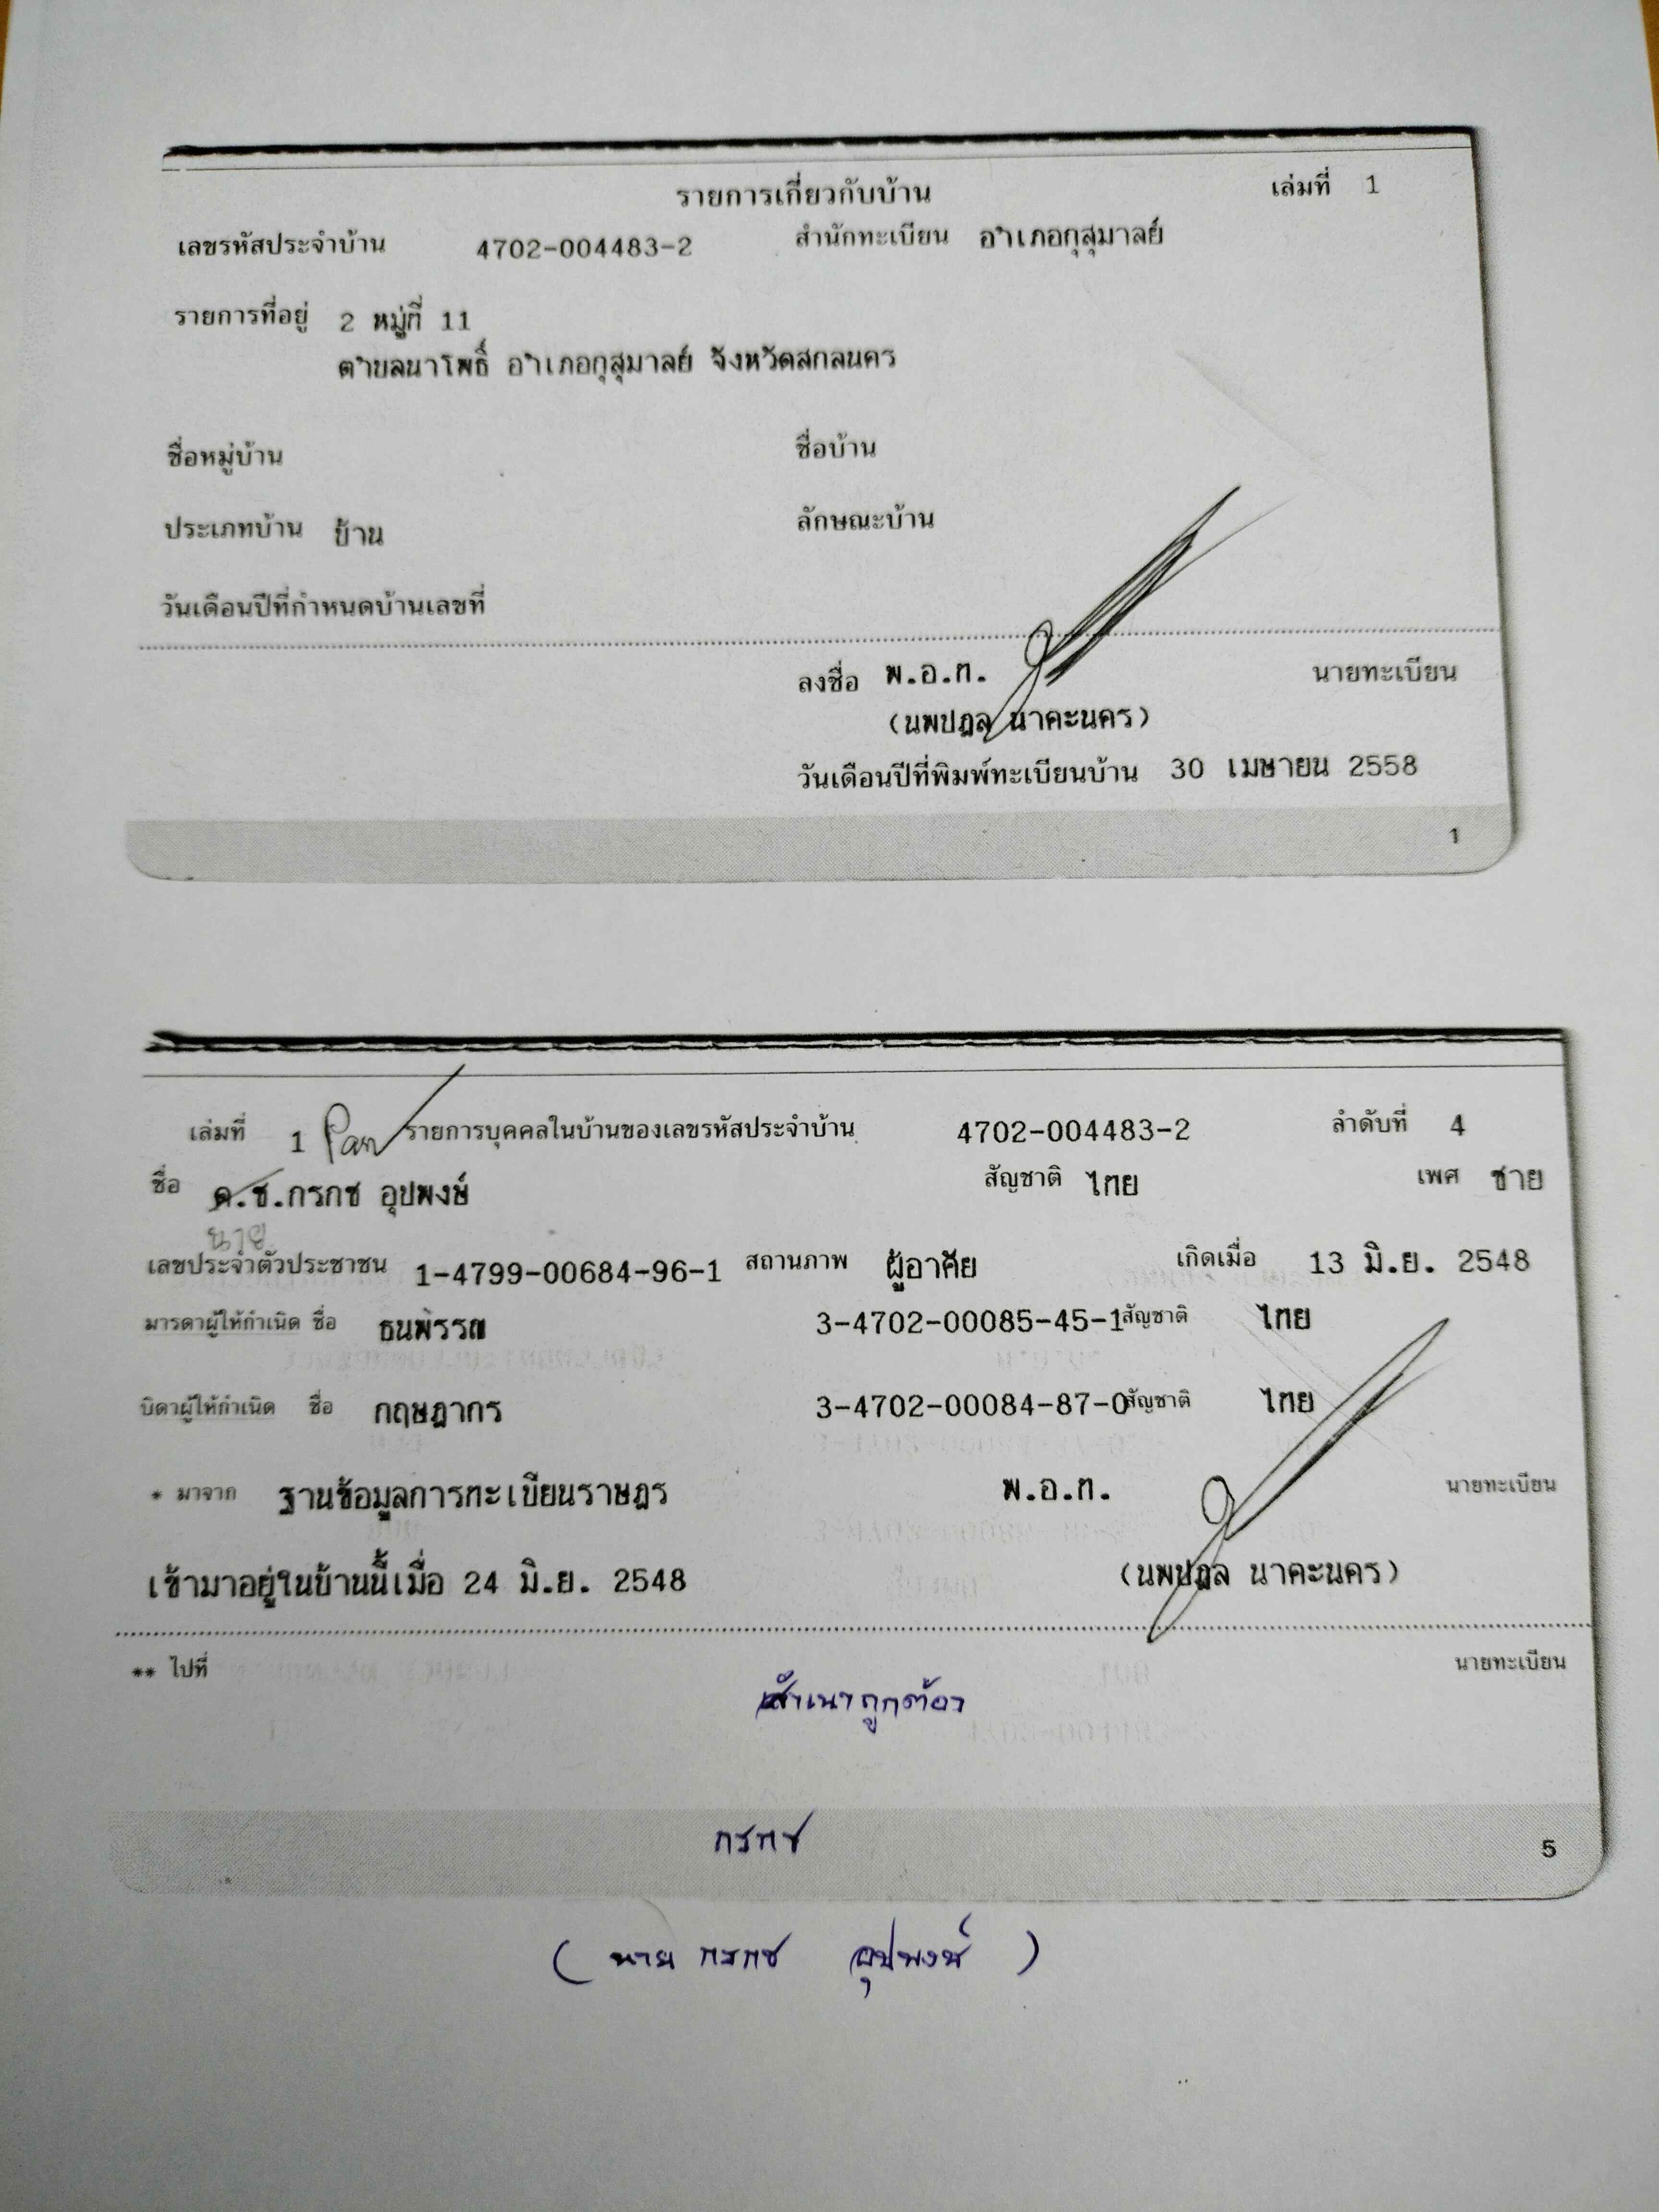 รายการเกี่ยวกับบ้าน เล่มที่ 1
เลขรหัสประจำบ้าน 4702-004483-2 สำนักทะเบียน อำเภอกุสุมาลย์
รายการที่อยู่ 2 หมู่ที่ 11
ตำบลนาโพธิ์ อำเภอกุสุมาลย์ จังหวัดสกลนคร
ชื่อหมู่บ้าน ชื่อบ้าน
ประเภทบ้าน บ้าน ลักษณะบ้าน
วันเดือนปีที่กำหนดบ้านเลขที่
ลงชื่อ พ.อ.ท. นายทะเบียน
(นพปฎล นาคะนคร)
วันเดือนปีที่พิมพ์ทะเบียนบ้าน 30 เมษายน 2558
1
เล่มที่ 1 รายการบุคคลในบ้านของเลขรหัสประจำบ้าน 4702-004483-2 ลำดับที่ 4
ชื่อ ด.ช.กรกช อุปพงษ์ สัญชาติ ไทย เพศ ชาย
นาย
เลขประจำตัวประชาชน 1-4799-00684-96-1 สถานภาพ ผู้อาศัย เกิดเมื่อ 13 มิ.ย. 2548
มารดาผู้ให้กำเนิด ชื่อ ธนพรรณ 3-4702-00085-45-1 สัญชาติ ไทย
บิดาผู้ให้กำเนิด ชื่อ กฤษฎากร 3-4702-00084-87-0 สัญชาติ ไทย
* มาจาก ฐานข้อมูลการทะเบียนราษฎร พ.อ.ท. นายทะเบียน
เข้ามาอยู่ในบ้านนี้เมื่อ 24 มิ.ย. 2548 (นพปฎล นาคะนคร)
** ไปที่ นายทะเบียน
สำเนาถูกต้อง
กรกช
5
( นาย กรกช อุปพงษ์ )